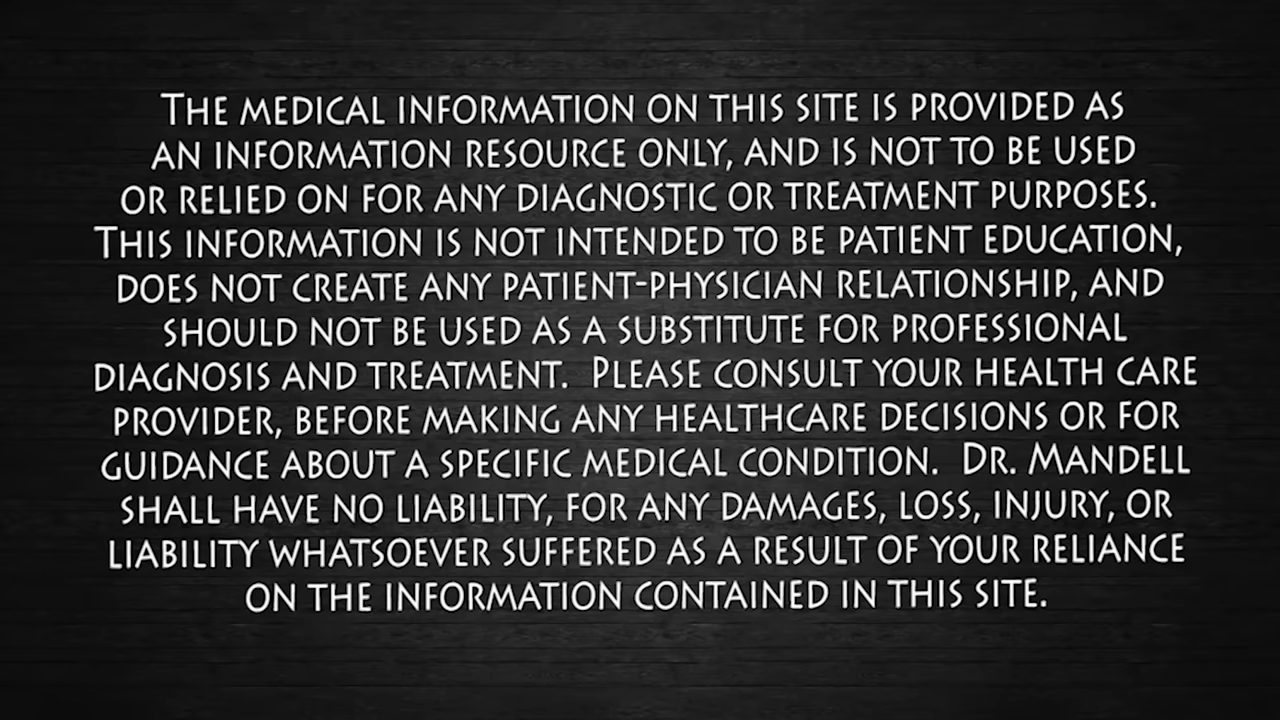 The medical information on this site is provided as
an information resource only, and is not to be used
or relied on for any diagnostic or treatment purposes.
This information is not intended to be patient education,
does not create any patient-physician relationship, and
should not be used as a substitute for professional
diagnosis and treatment.  Please consult your health care
provider, before making any healthcare decisions or for
guidance about a specific medical condition.  Dr. Mandell
shall have no liability, for any damages, loss, injury, or
liability whatsoever suffered as a result of your reliance
on the information contained in this site.